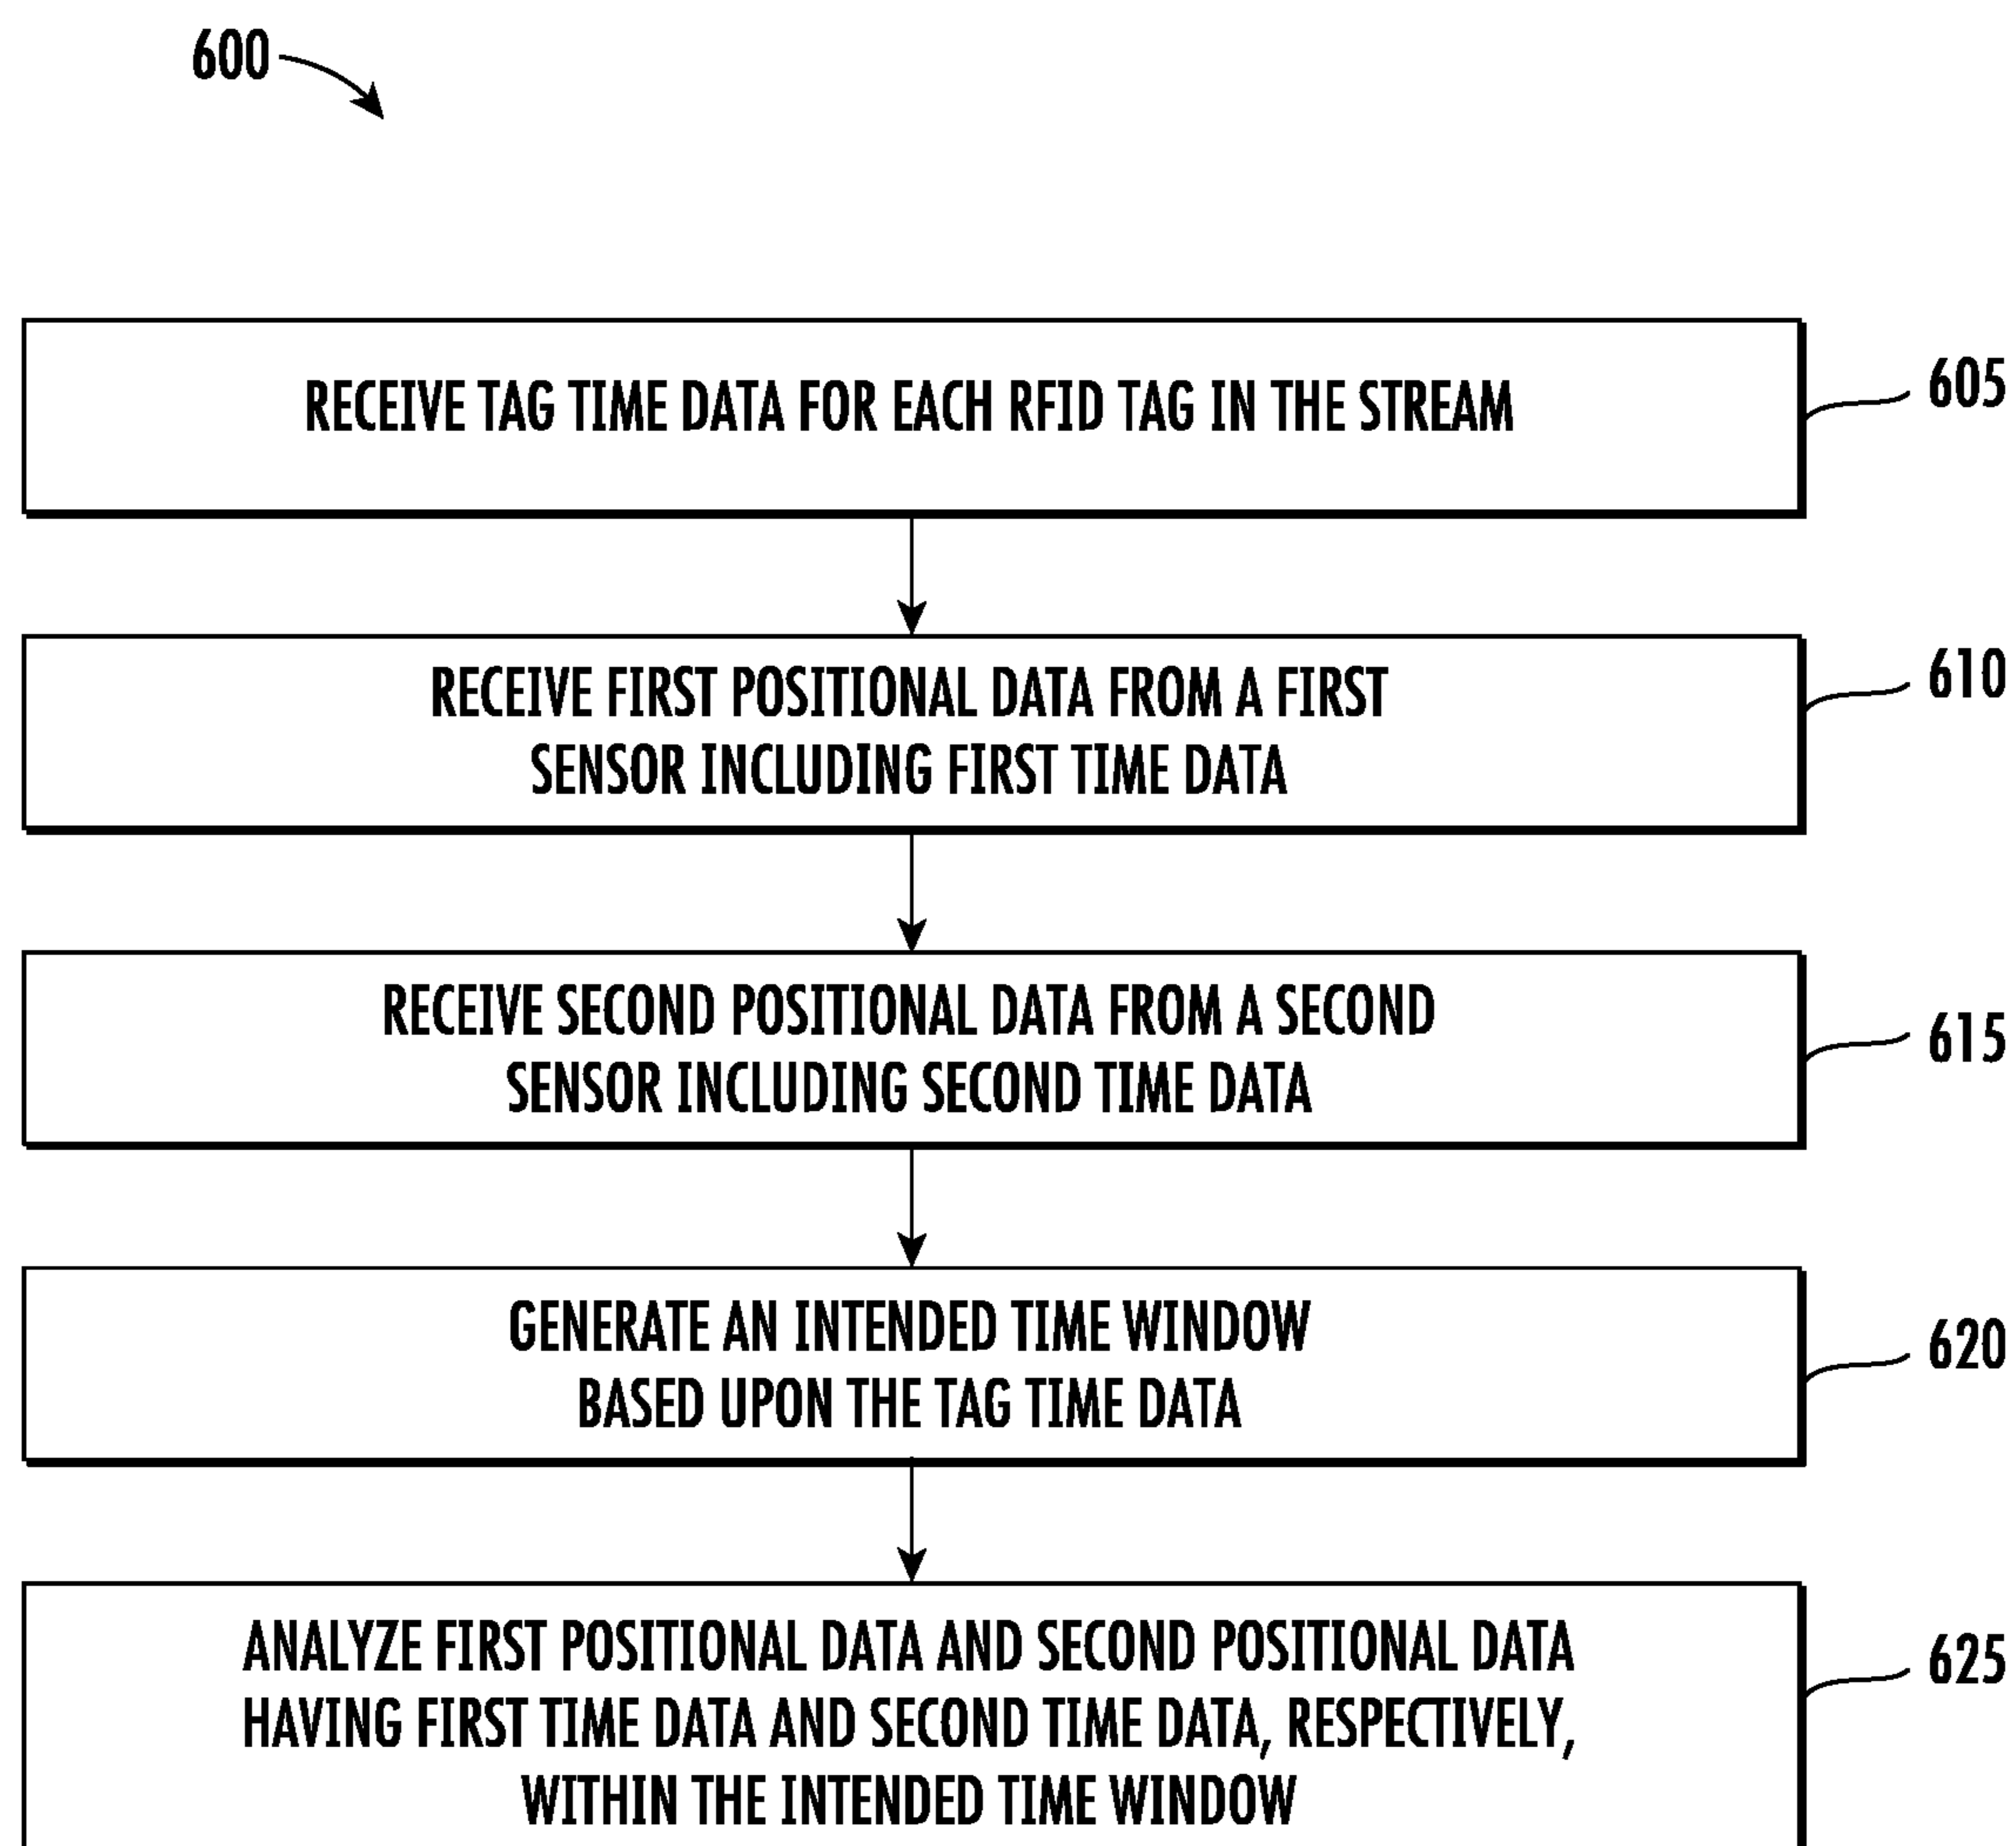 600
RECEIVE TAG TIME DATA FOR EACH RFID TAG IN THE STREAM
605
RECEIVE FIRST POSITIONAL DATA FROM A FIRST
SENSOR INCLUDING FIRST TIME DATA
610
RECEIVE SECOND POSITIONAL DATA FROM A SECOND
SENSOR INCLUDING SECOND TIME DATA
615
GENERATE AN INTENDED TIME WINDOW
BASED UPON THE TAG TIME DATA
620
ANALYZE FIRST POSITIONAL DATA AND SECOND POSITIONAL DATA
HAVING FIRST TIME DATA AND SECOND TIME DATA, RESPECTIVELY,
WITHIN THE INTENDED TIME WINDOW
625